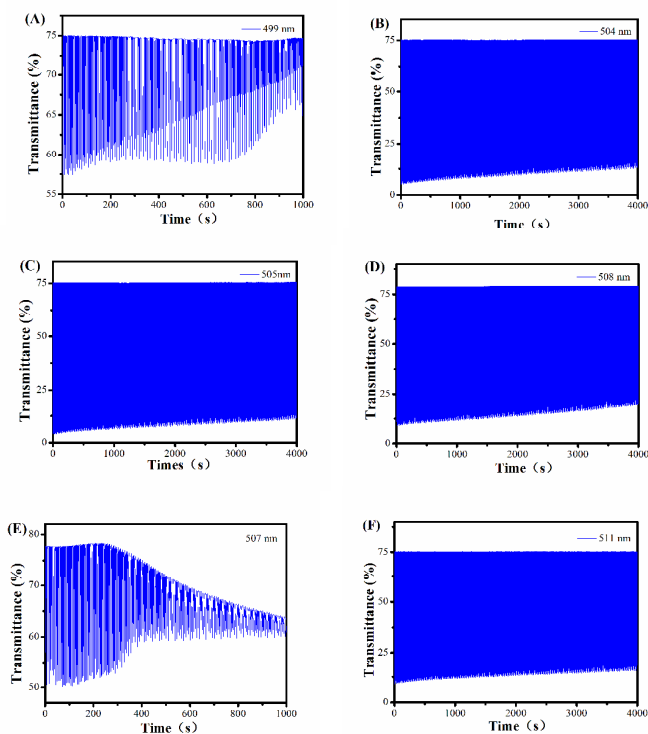 (A)
499 nm
75
70
65
60
55
0 200 400 600 800 1000
Transmittance (%)
Time (s)
(B)
504 nm
75
50
25
0
0 1000 2000 3000 4000
Transmittance (%)
Time (s)
(C)
505nm
75
50
25
0
0 1000 2000 3000 4000
Transmittance (%)
Times (s)
(D)
508 nm
75
50
25
0
0 1000 2000 3000 4000
Transmittance (%)
Time (s)
(E)
507 nm
80
70
60
50
0 200 400 600 800 1000
Transmittance (%)
Time (s)
(F)
511 nm
75
50
25
0
0 1000 2000 3000 4000
Transmittance (%)
Time (s)